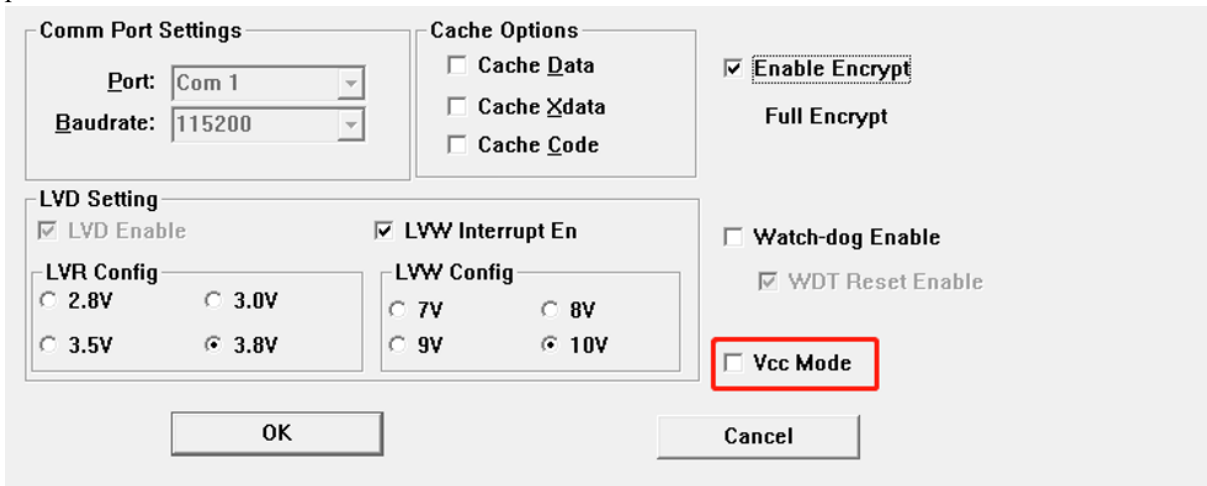 Comm Port Settings
Port: Com 1
Baudrate: 115200
Cache Options
Cache Data
Cache Xdata
Cache Code
Enable Encrypt
Full Encrypt
LVD Setting
LVD Enable
LVW Interrupt En
LVR Config
2.8V 3.0V
3.5V 3.8V
LVW Config
7V 8V
9V 10V
Watch-dog Enable
WDT Reset Enable
Vcc Mode
OK
Cancel